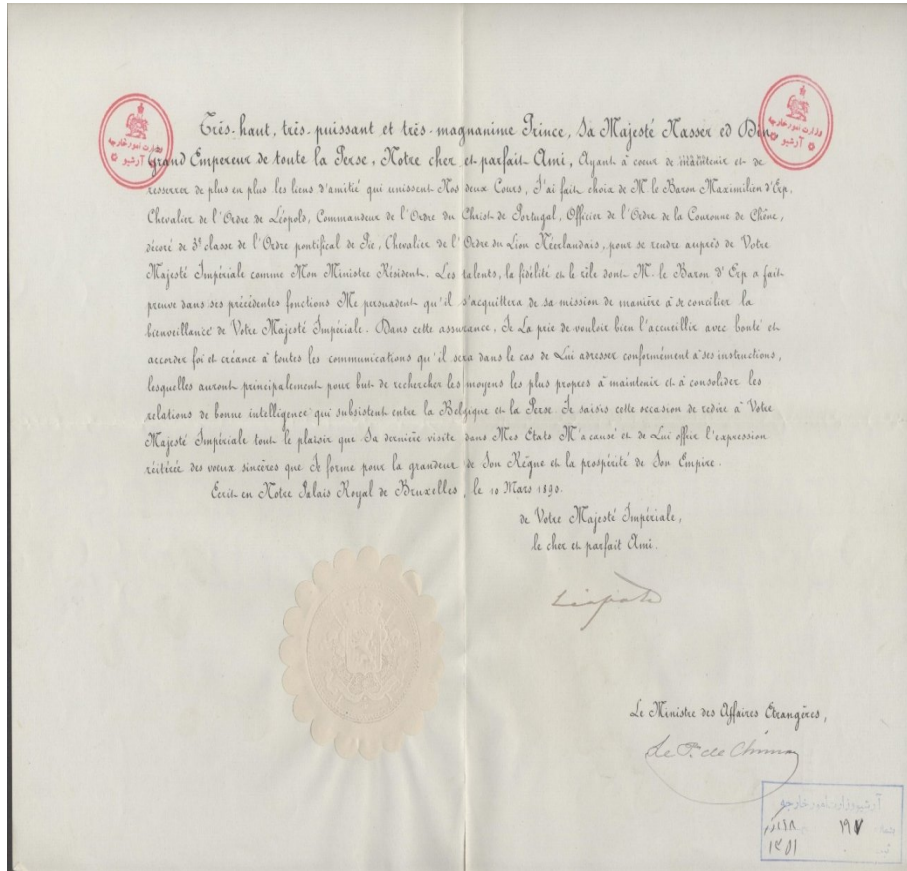 Très-haut, très-puissant et très-magnanime Prince, Sa Majesté Nasser ed Din
Grand Empereur de toute la Perse, Notre cher et parfait Ami, Ayant à coeur de maintenir et de
resserrer de plus en plus les liens d'amitié qui unissent Nos deux Cours, J'ai fait choix de M. le Baron Maximilien d'Erp,
Chevalier de l'Ordre de Léopold, Commandeur de l'Ordre du Christ de Portugal, Officier de l'Ordre de la Couronne de Chêne,
décoré de 3e classe de l'Ordre pontifical de Pie, Chevalier de l'Ordre du Lion Néerlandais, pour se rendre auprès de Votre
Majesté Impériale comme Mon Ministre Résident. Les talents, la fidélité et le zèle dont M. le Baron d'Erp a fait
preuve dans ses précédentes fonctions Me persuadent qu'il s'acquittera de sa mission de manière à se concilier la
bienveillance de Votre Majesté Impériale. Dans cette assurance, Je La prie de vouloir bien l'accueillir avec bonté et
accorder foi et créance à toutes les communications qu'il sera dans le cas de Lui adresser conformément à ses instructions,
lesquelles auront principalement pour but de rechercher les moyens les plus propres à maintenir et à consolider les
relations de bonne intelligence qui subsistent entre la Belgique et la Perse. Je saisis cette occasion de redire à Votre
Majesté Impériale tout le plaisir que Sa dernière visite dans Mes Etats M'a causé et de Lui offrir l'expression
réitérée des voeux sincères que Je forme pour la grandeur de Son Règne et la prospérité de Son Empire.
Ecrit en Notre Palais Royal de Bruxelles, le 10 Mars 1890.
de Votre Majesté Impériale,
le cher et parfait Ami.
Léopold
Le Ministre des Affaires Etrangères,
Le P. de Chimay
وزارت امور خارجه
آرشیو
وزارت امور خارجه
آرشیو
۱۹۷
۱۳۵۱